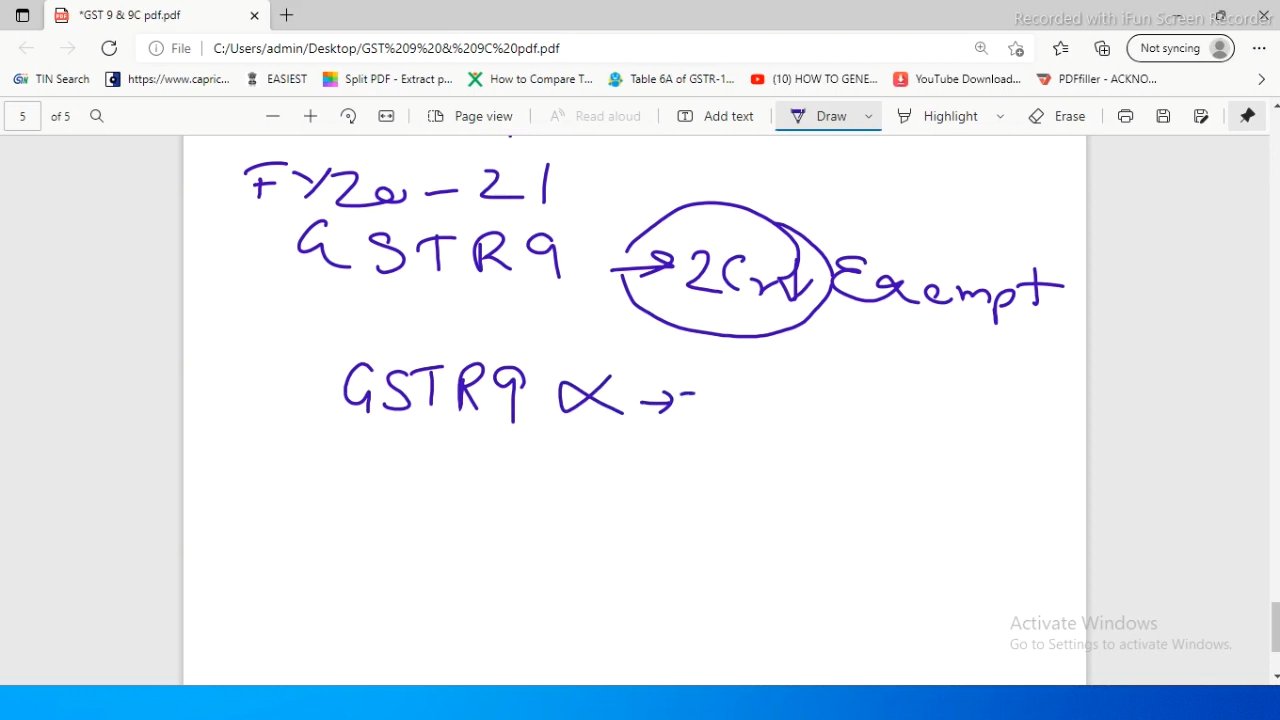 *GST 9 & 9C pdf.pdf
Recorded with iFun Screen Recorder
File C:/Users/admin/Desktop/GST%209%20&%209C%20pdf.pdf Not syncing
TIN Search https://www.capric... EASIEST Split PDF - Extract p... How to Compare T... Table 6A of GSTR-1... (10) HOW TO GENE... YouTube Download... PDFfiller - ACKNO...
5 of 5 Page view Read aloud Add text Draw Highlight Erase
FY20-21
GSTR9 → 2Cr↓ Exempt
GSTR9 →
Activate Windows
Go to Settings to activate Windows.